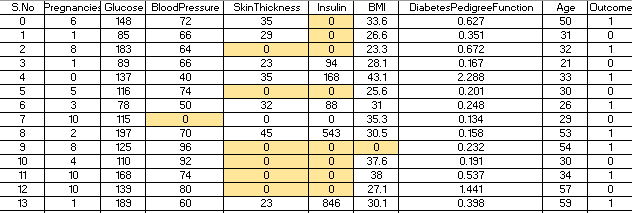 S.No Pregnancies Glucose BloodPressure SkinThickness Insulin BMI DiabetesPedigreeFunction Age Outcome
0 6 148 72 35 0 33.6 0.627 50 1
1 1 85 66 29 0 26.6 0.351 31 0
2 8 183 64 0 0 23.3 0.672 32 1
3 1 89 66 23 94 28.1 0.167 21 0
4 0 137 40 35 168 43.1 2.288 33 1
5 5 116 74 0 0 25.6 0.201 30 0
6 3 78 50 32 88 31 0.248 26 1
7 10 115 0 0 0 35.3 0.134 29 0
8 2 197 70 45 543 30.5 0.158 53 1
9 8 125 96 0 0 0 0.232 54 1
10 4 110 92 0 0 37.6 0.191 30 0
11 10 168 74 0 0 38 0.537 34 1
12 10 139 80 0 0 27.1 1.441 57 0
13 1 189 60 23 846 30.1 0.398 59 1